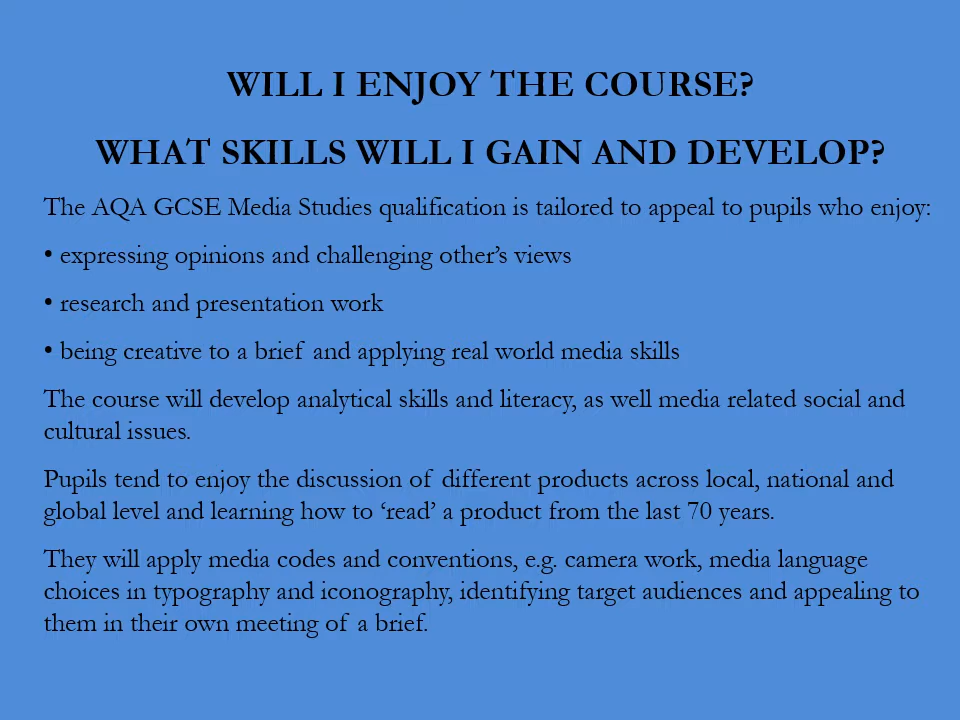 WILL I ENJOY THE COURSE?
WHAT SKILLS WILL I GAIN AND DEVELOP?
The AQA GCSE Media Studies qualification is tailored to appeal to pupils who enjoy:
• expressing opinions and challenging other’s views
• research and presentation work
• being creative to a brief and applying real world media skills
The course will develop analytical skills and literacy, as well media related social and
cultural issues.
Pupils tend to enjoy the discussion of different products across local, national and
global level and learning how to ‘read’ a product from the last 70 years.
They will apply media codes and conventions, e.g. camera work, media language
choices in typography and iconography, identifying target audiences and appealing to
them in their own meeting of a brief.